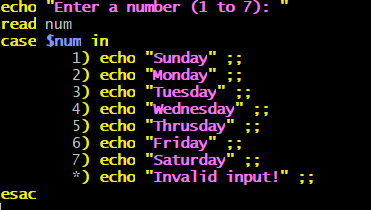 echo "Enter a number (1 to 7): "
read num
case $num in
        1) echo "Sunday" ;;
        2) echo "Monday" ;;
        3) echo "Tuesday" ;;
        4) echo "Wednesday" ;;
        5) echo "Thrusday" ;;
        6) echo "Friday" ;;
        7) echo "Saturday" ;;
        *) echo "Invalid input!" ;;
esac